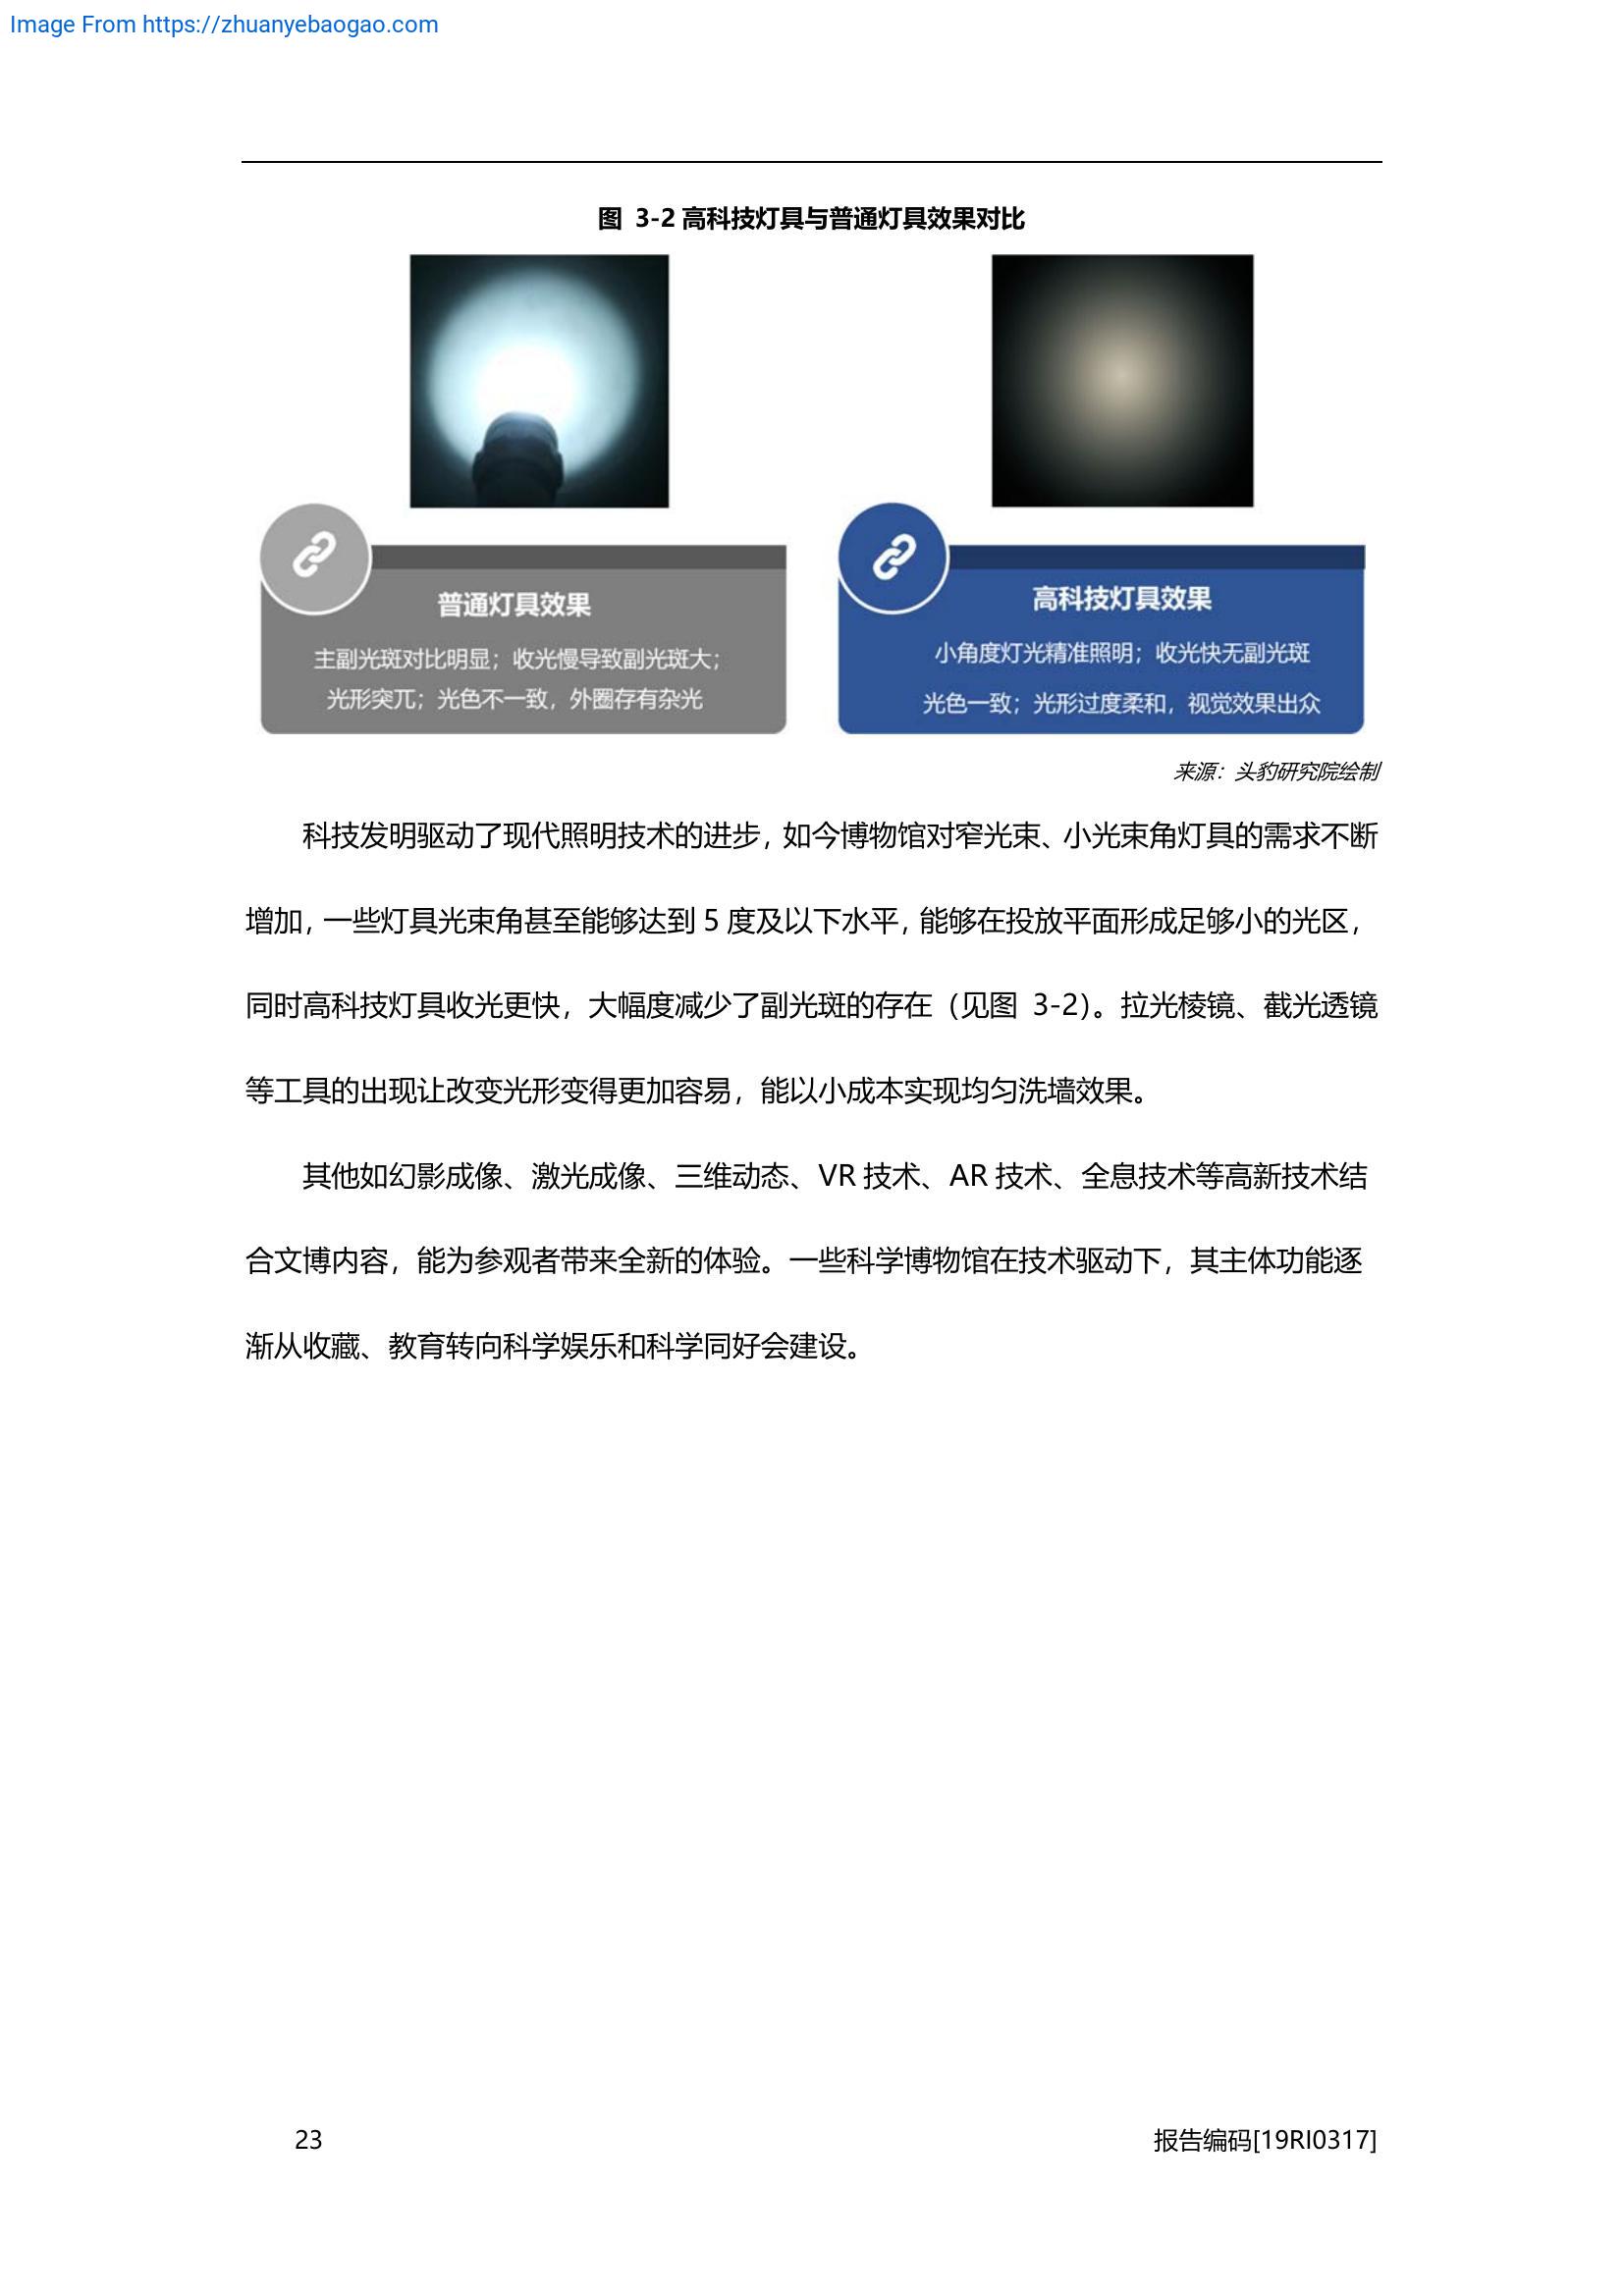 Image From https://zhuanyebaogao.com
图 3-2 高科技灯具与普通灯具效果对比
普通灯具效果
主副光斑对比明显；收光慢导致副光斑大；
光形突兀；光色不一致，外圈存有杂光
高科技灯具效果
小角度灯光精准照明；收光快无副光斑
光色一致；光形过度柔和，视觉效果出众
来源：头豹研究院绘制
科技发明驱动了现代照明技术的进步，如今博物馆对窄光束、小光束角灯具的需求不断
增加，一些灯具光束角甚至能够达到 5 度及以下水平，能够在投放平面形成足够小的光区，
同时高科技灯具收光更快，大幅度减少了副光斑的存在（见图 3-2）。拉光棱镜、截光透镜
等工具的出现让改变光形变得更加容易，能以小成本实现均匀洗墙效果。
其他如幻影成像、激光成像、三维动态、VR 技术、AR 技术、全息技术等高新技术结
合文博内容，能为参观者带来全新的体验。一些科学博物馆在技术驱动下，其主体功能逐
渐从收藏、教育转向科学娱乐和科学同好会建设。
23
报告编码[19RI0317]